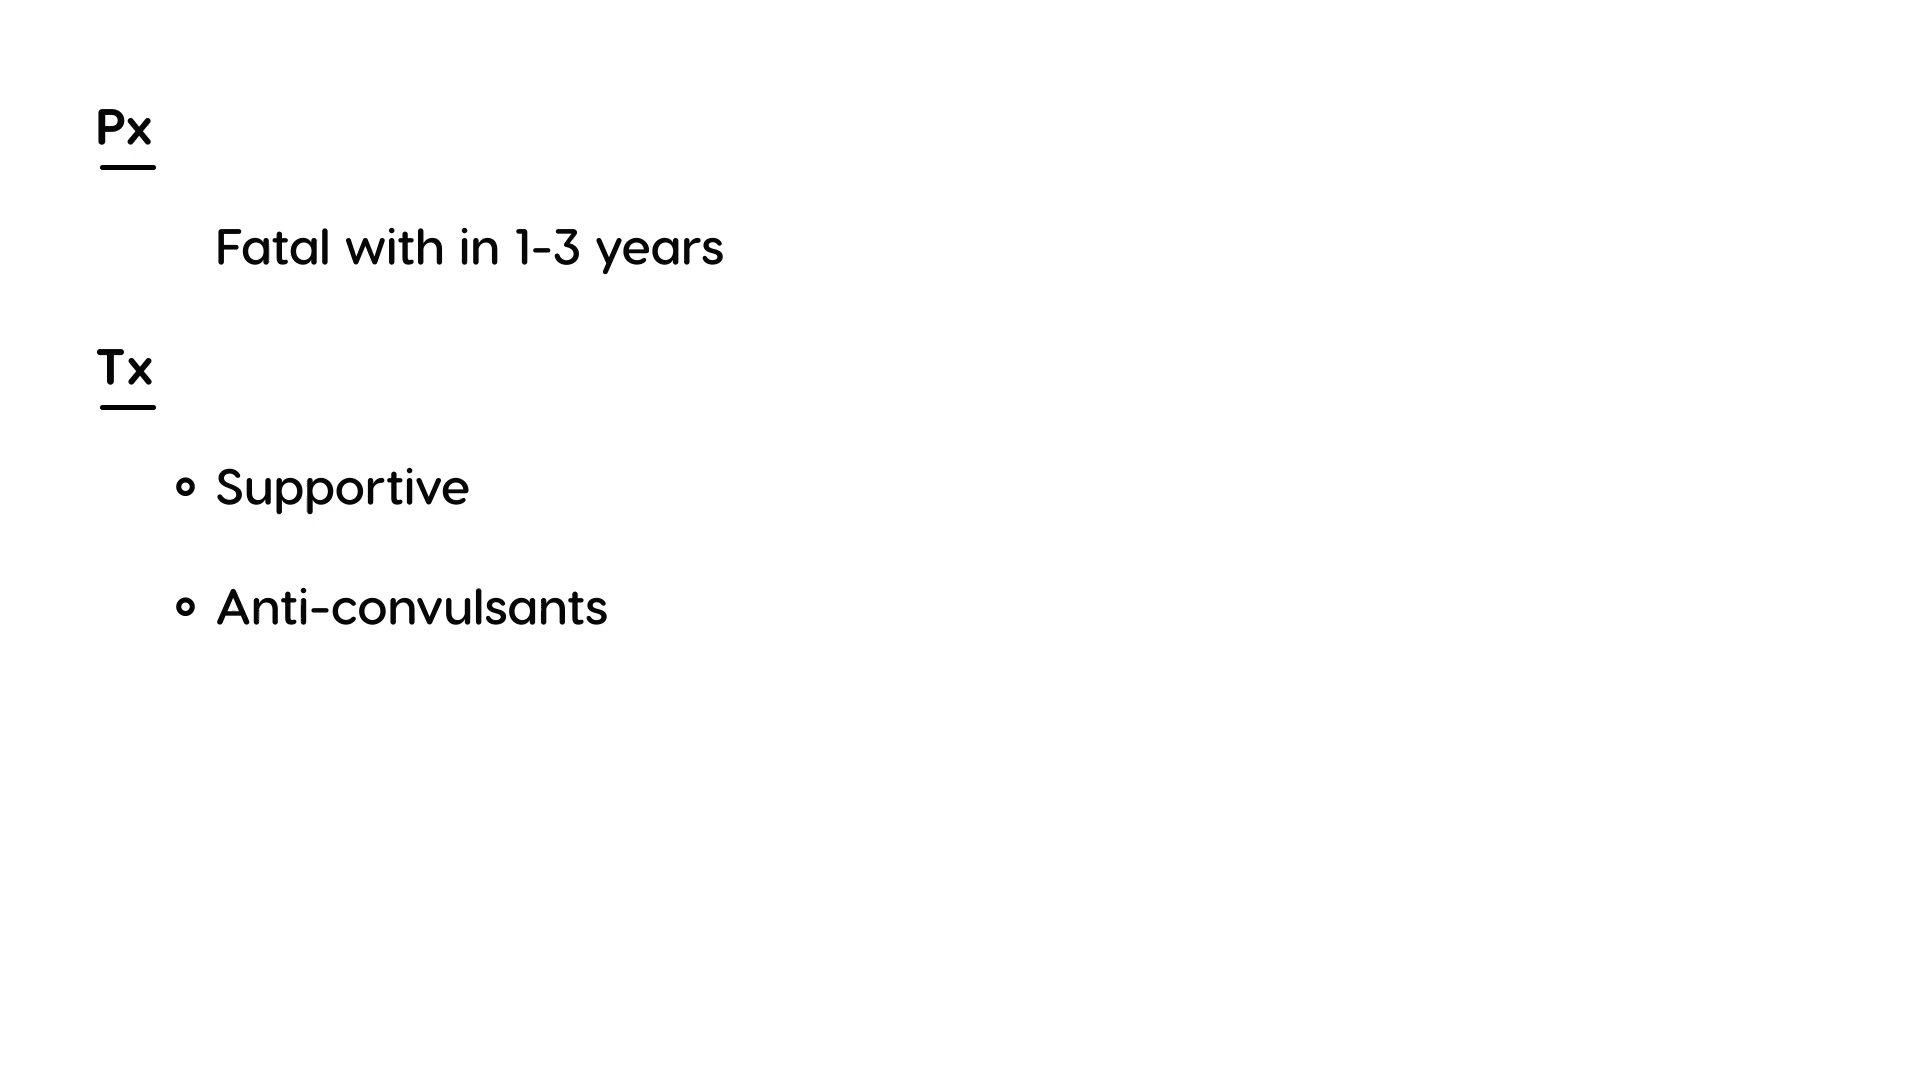 Px
Fatal with in 1-3 years
Tx
Supportive
Anti-convulsants